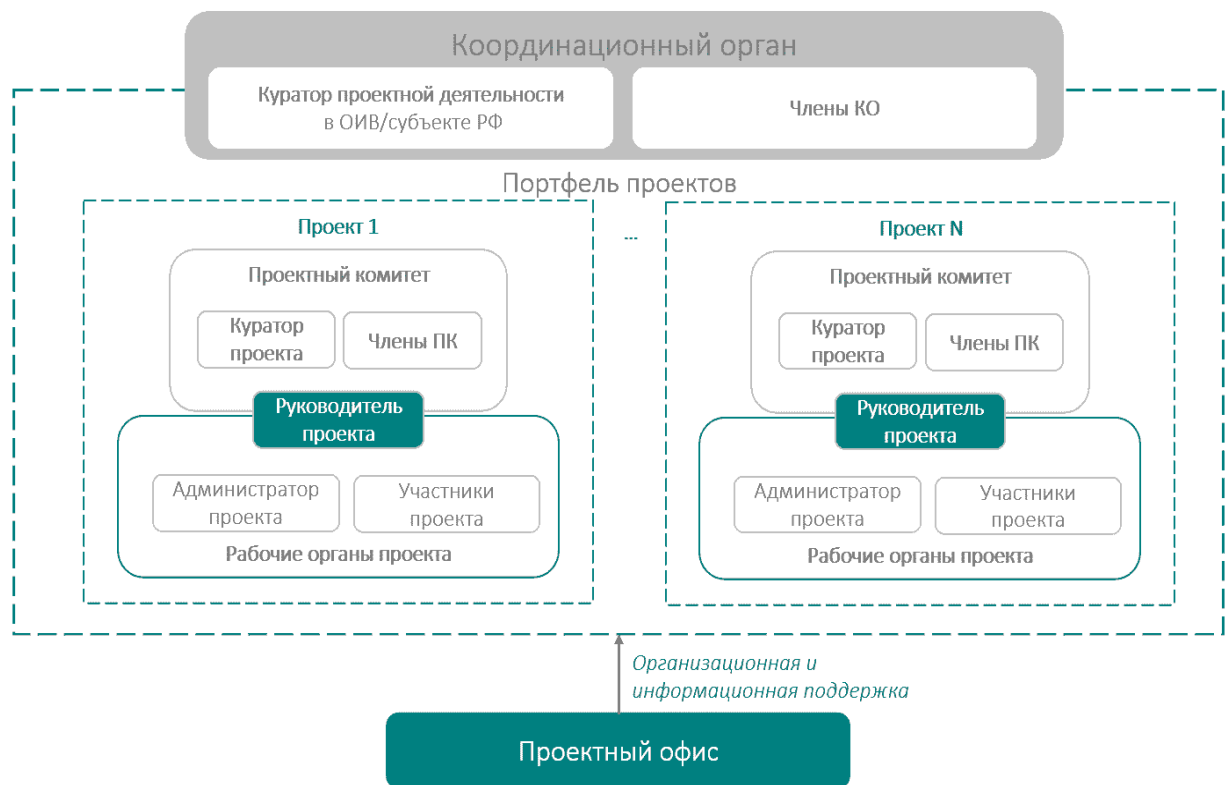 Координационный орган
Куратор проектной деятельности
в ОИВ/субъекте РФ
Члены КО
Портфель проектов
Проект 1
Проектный комитет
Куратор
проекта
Члены ПК
Руководитель
проекта
Администратор
проекта
Участники
проекта
Рабочие органы проекта
...
Проект N
Проектный комитет
Куратор
проекта
Члены ПК
Руководитель
проекта
Администратор
проекта
Участники
проекта
Рабочие органы проекта
Организационная и
информационная поддержка
Проектный офис